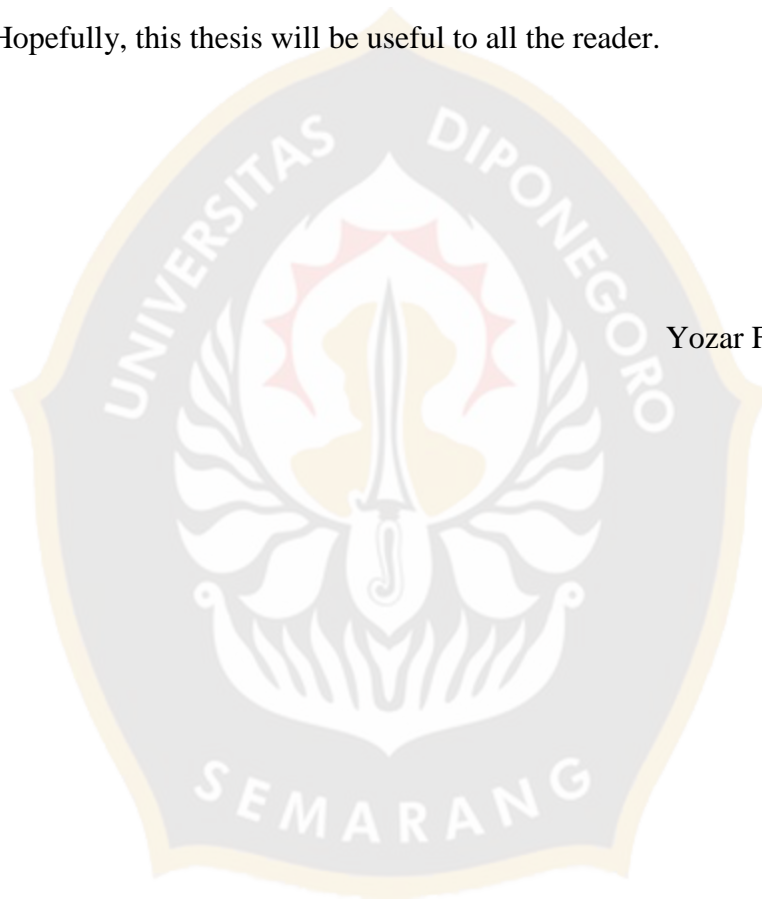 Hopefully, this thesis will be useful to all the reader.
UNIVERSITAS DIPONEGORO
Yozar
SEMARANG